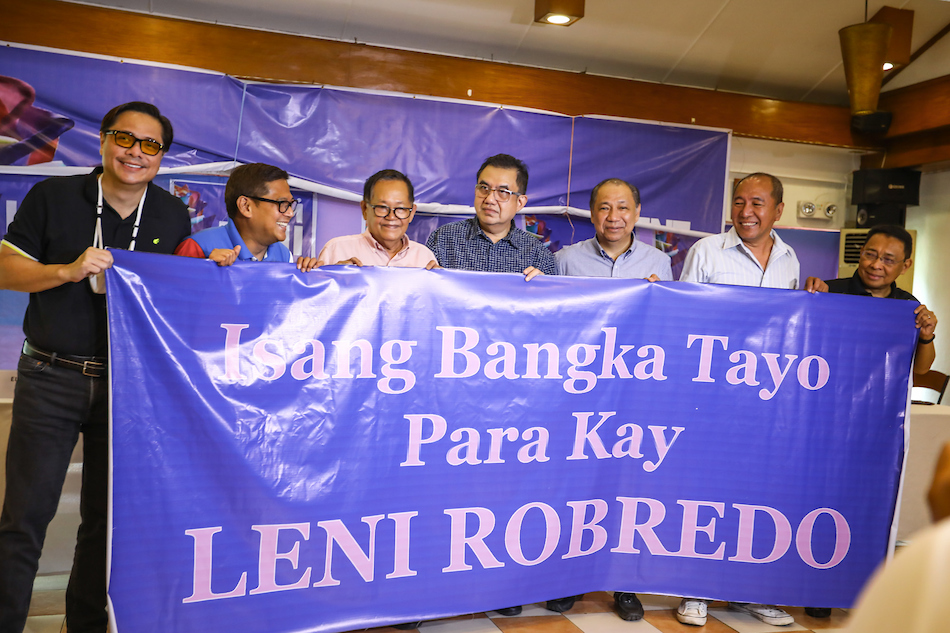 Isang Bangka Tayo
Para Kay
LENI ROBREDO